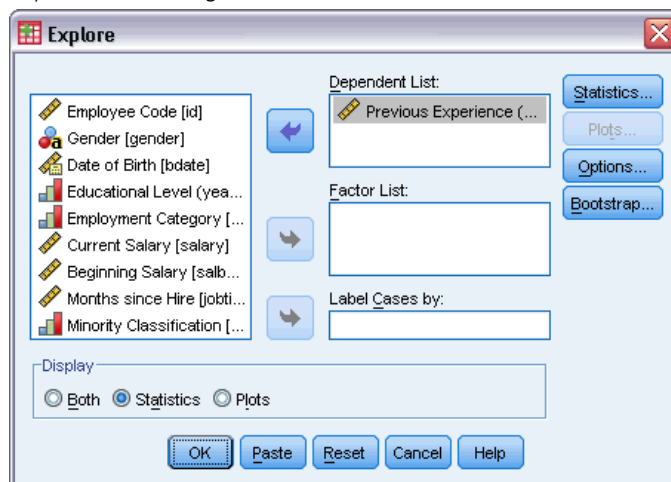 Explore
Employee Code [id]
Gender [gender]
Date of Birth [bdate]
Educational Level (yea...
Employment Category [...
Current Salary [salary]
Beginning Salary [salb...
Months since Hire [jobti...
Minority Classification [...
Dependent List:
Previous Experience (...
Factor List:
Label Cases by:
Statistics...
Plots...
Options...
Bootstrap...
Display
Both Statistics Plots
OK Paste Reset Cancel Help